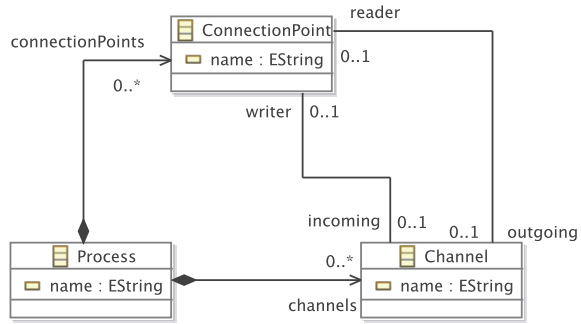 reader
ConnectionPoint
connectionPoints
name : EString
0..1
0..*
writer
0..1
incoming
0..1
0..1
outgoing
Process
0..*
Channel
name : EString
name : EString
channels